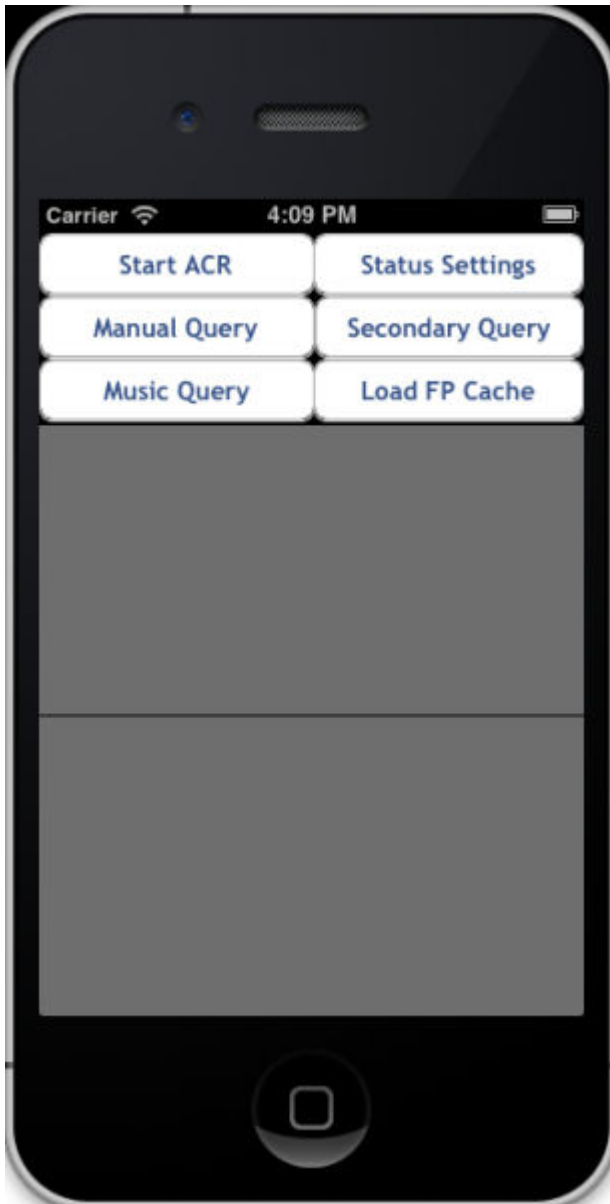 Carrier 4:09 PM
Start ACR Status Settings
Manual Query Secondary Query
Music Query Load FP Cache